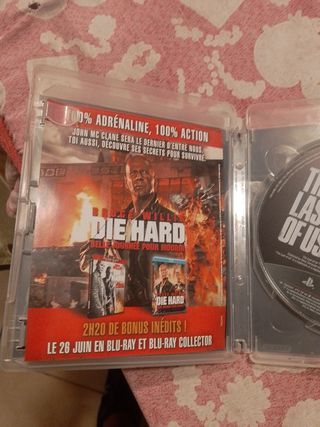 100% ADRÉNALINE, 100% ACTION
JOHN MC CLANE SERA LE DERNIER D'ENTRE NOUS.
TOI AUSSI, DÉCOUVRE SES SECRETS POUR SURVIVRE.
BRUCE WILLIS
DIE HARD
BELLE JOURNÉE POUR MOURIR
DIE HARD
2H20 DE BONUS INÉDITS !
LE 26 JUIN EN BLU-RAY ET BLU-RAY COLLECTOR
THE
LAST
OF US